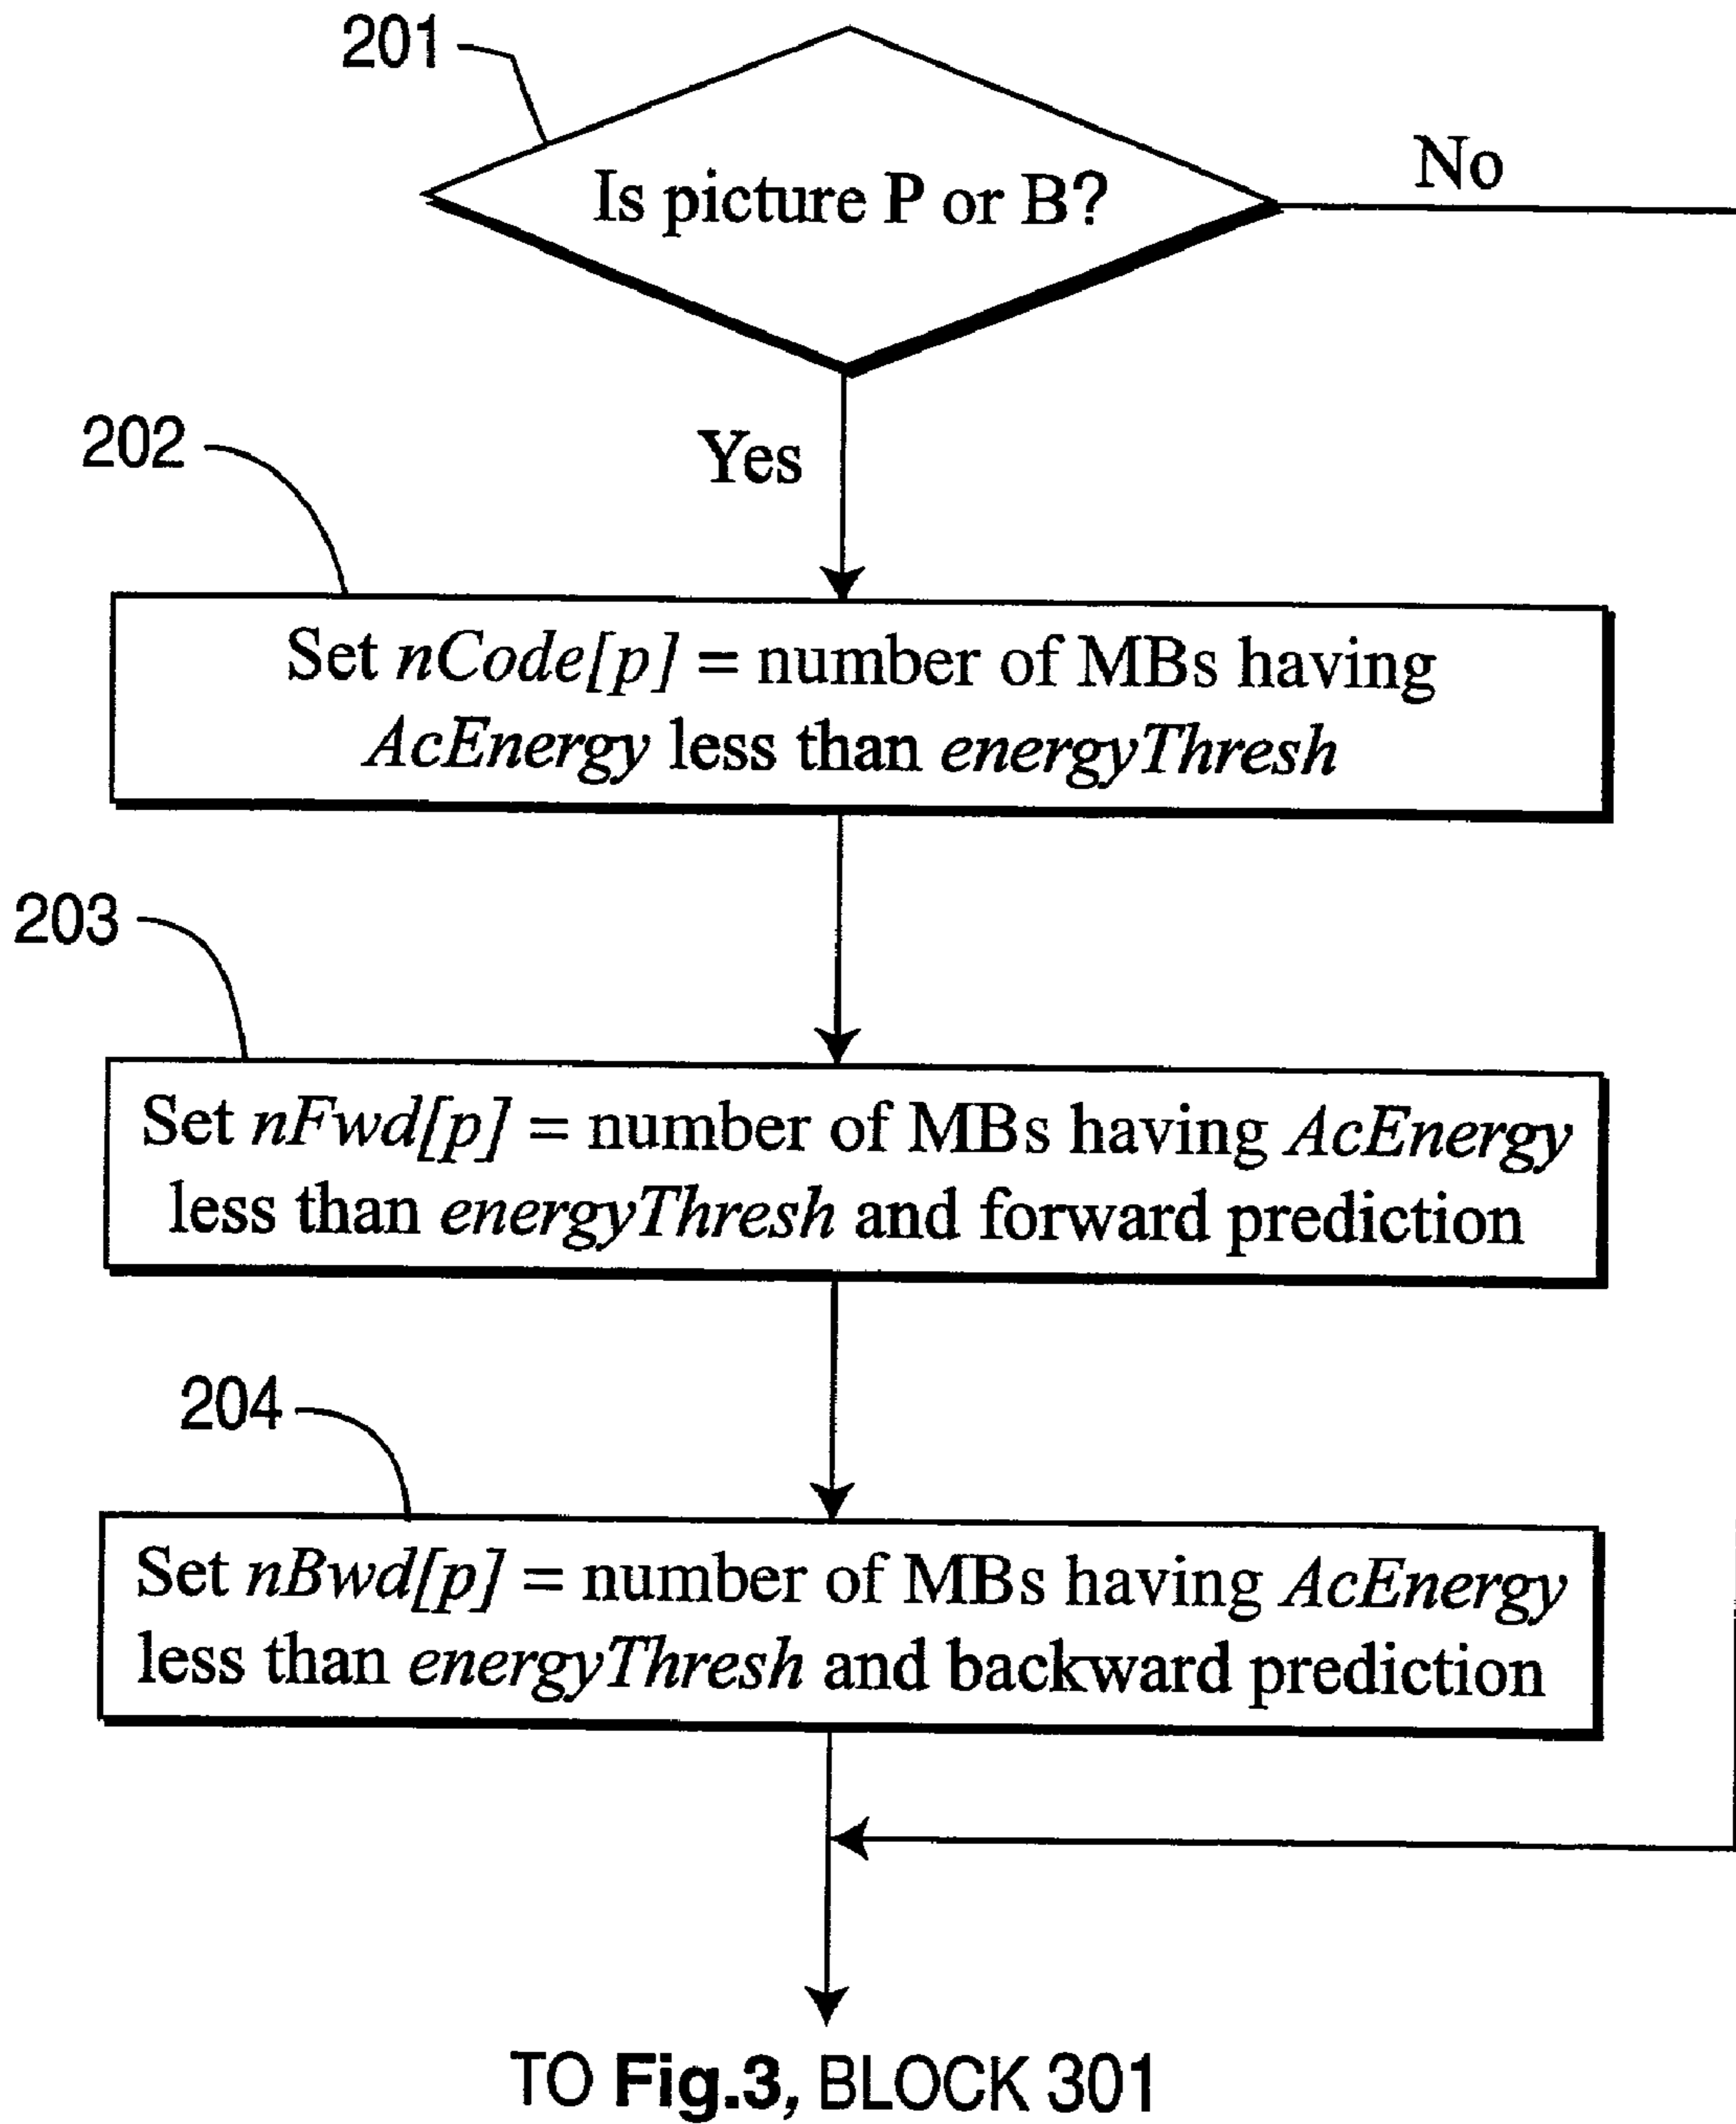 201
Is picture P or B?
No
Yes
202
Set nCode[p] = number of MBs having
AcEnergy less than energyThresh
203
Set nFwd[p] = number of MBs having AcEnergy
less than energyThresh and forward prediction
204
Set nBwd[p] = number of MBs having AcEnergy
less than energyThresh and backward prediction
TO Fig.3, BLOCK 301